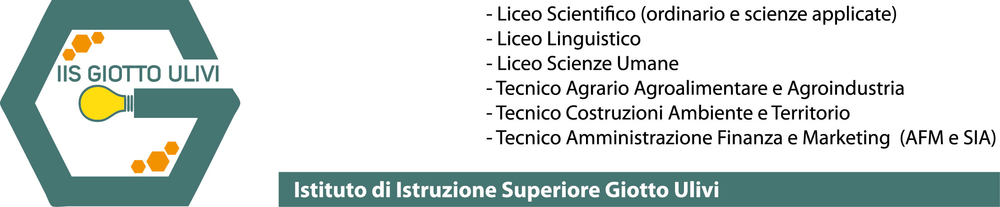 IIS GIOTTO ULIVI
- Liceo Scientifico (ordinario e scienze applicate)
- Liceo Linguistico
- Liceo Scienze Umane
- Tecnico Agrario Agroalimentare e Agroindustria
- Tecnico Costruzioni Ambiente e Territorio
- Tecnico Amministrazione Finanza e Marketing  (AFM e SIA)
Istituto di Istruzione Superiore Giotto Ulivi